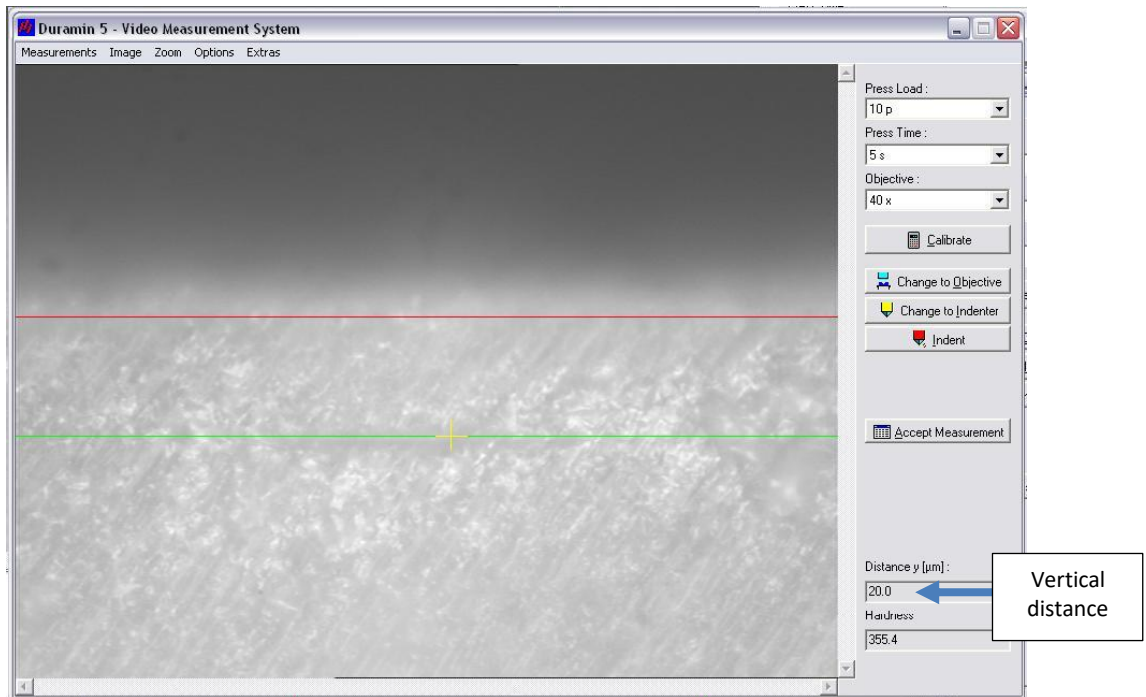 Duramin 5 - Video Measurement System
Measurements Image Zoom Options Extras
Press Load :
10 p
Press Time :
5 s
Objective :
40 x
Calibrate
Change to Objective
Change to Indenter
Indent
Accept Measurement
Distance y [µm] :
20.0
Hardness
355.4
Vertical
distance